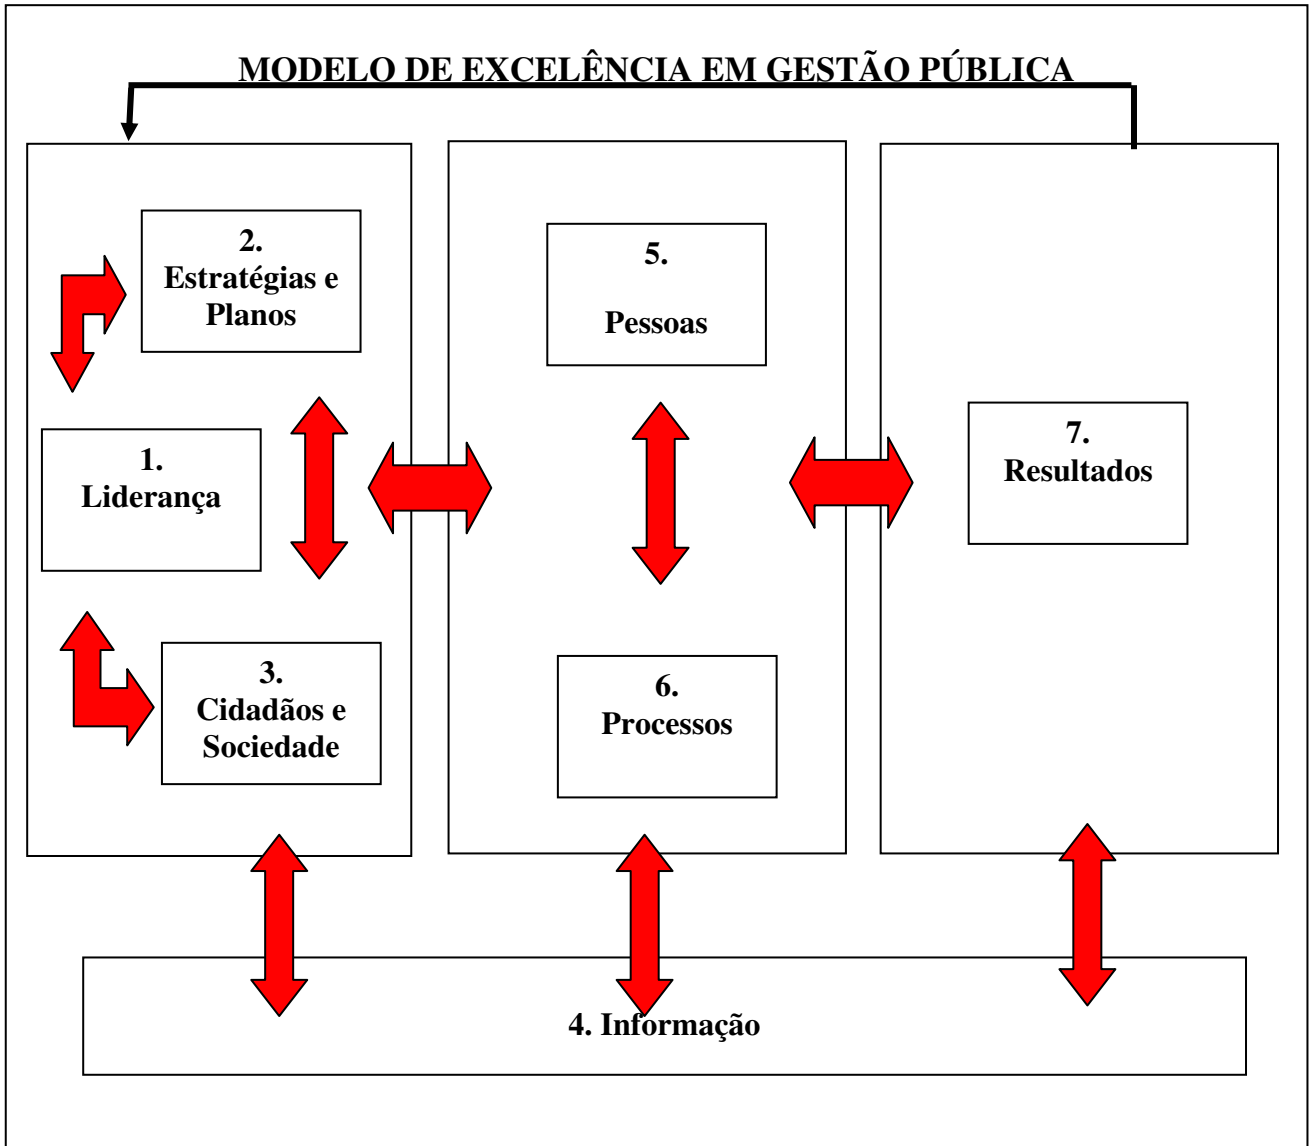 MODELO DE EXCELÊNCIA EM GESTÃO PÚBLICA
2.
Estratégias e
Planos
1.
Liderança
3.
Cidadãos e
Sociedade
5.
Pessoas
6.
Processos
7.
Resultados
4. Informação